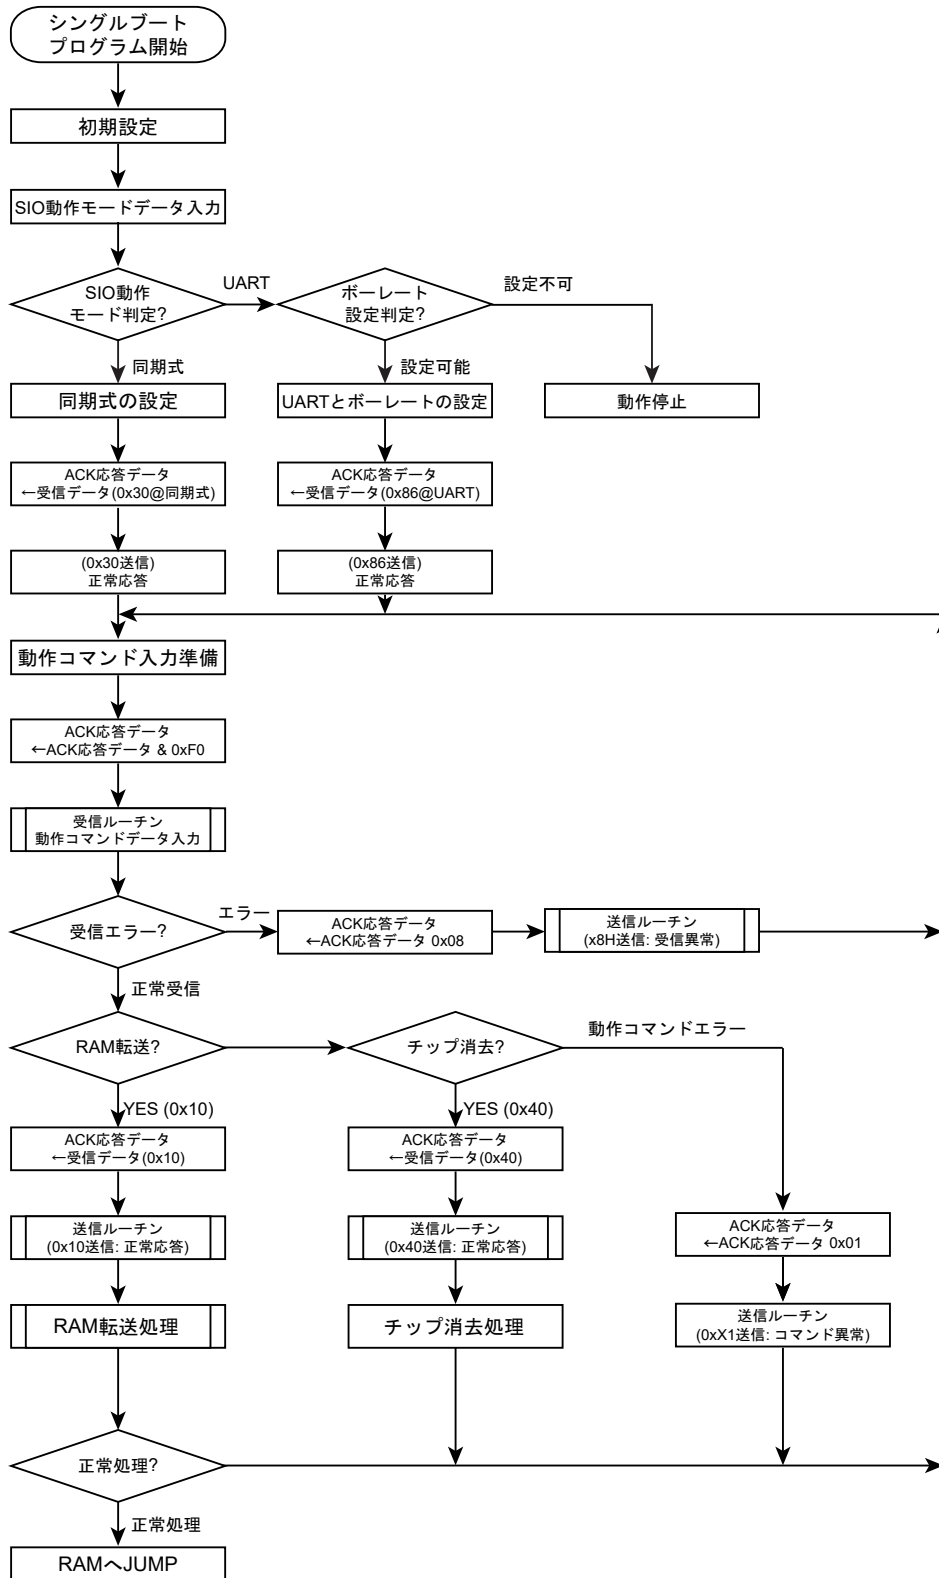 シングルブート
プログラム開始
初期設定
SIO動作モードデータ入力
SIO動作
モード判定?
UART
ボーレート
設定判定?
設定不可
同期式
設定可能
同期式の設定
UARTとボーレートの設定
動作停止
ACK応答データ
←受信データ(0x30@同期式)
ACK応答データ
←受信データ(0x86@UART)
(0x30送信)
正常応答
(0x86送信)
正常応答
動作コマンド入力準備
ACK応答データ
←ACK応答データ & 0xF0
受信ルーチン
動作コマンドデータ入力
受信エラー?
エラー
ACK応答データ
←ACK応答データ 0x08
送信ルーチン
(x8H送信: 受信異常)
正常受信
RAM転送?
チップ消去?
動作コマンドエラー
YES (0x10)
YES (0x40)
ACK応答データ
←受信データ(0x10)
ACK応答データ
←受信データ(0x40)
送信ルーチン
(0x10送信: 正常応答)
送信ルーチン
(0x40送信: 正常応答)
ACK応答データ
←ACK応答データ 0x01
RAM転送処理
チップ消去処理
送信ルーチン
(0xX1送信: コマンド異常)
正常処理?
正常処理
RAMへJUMP